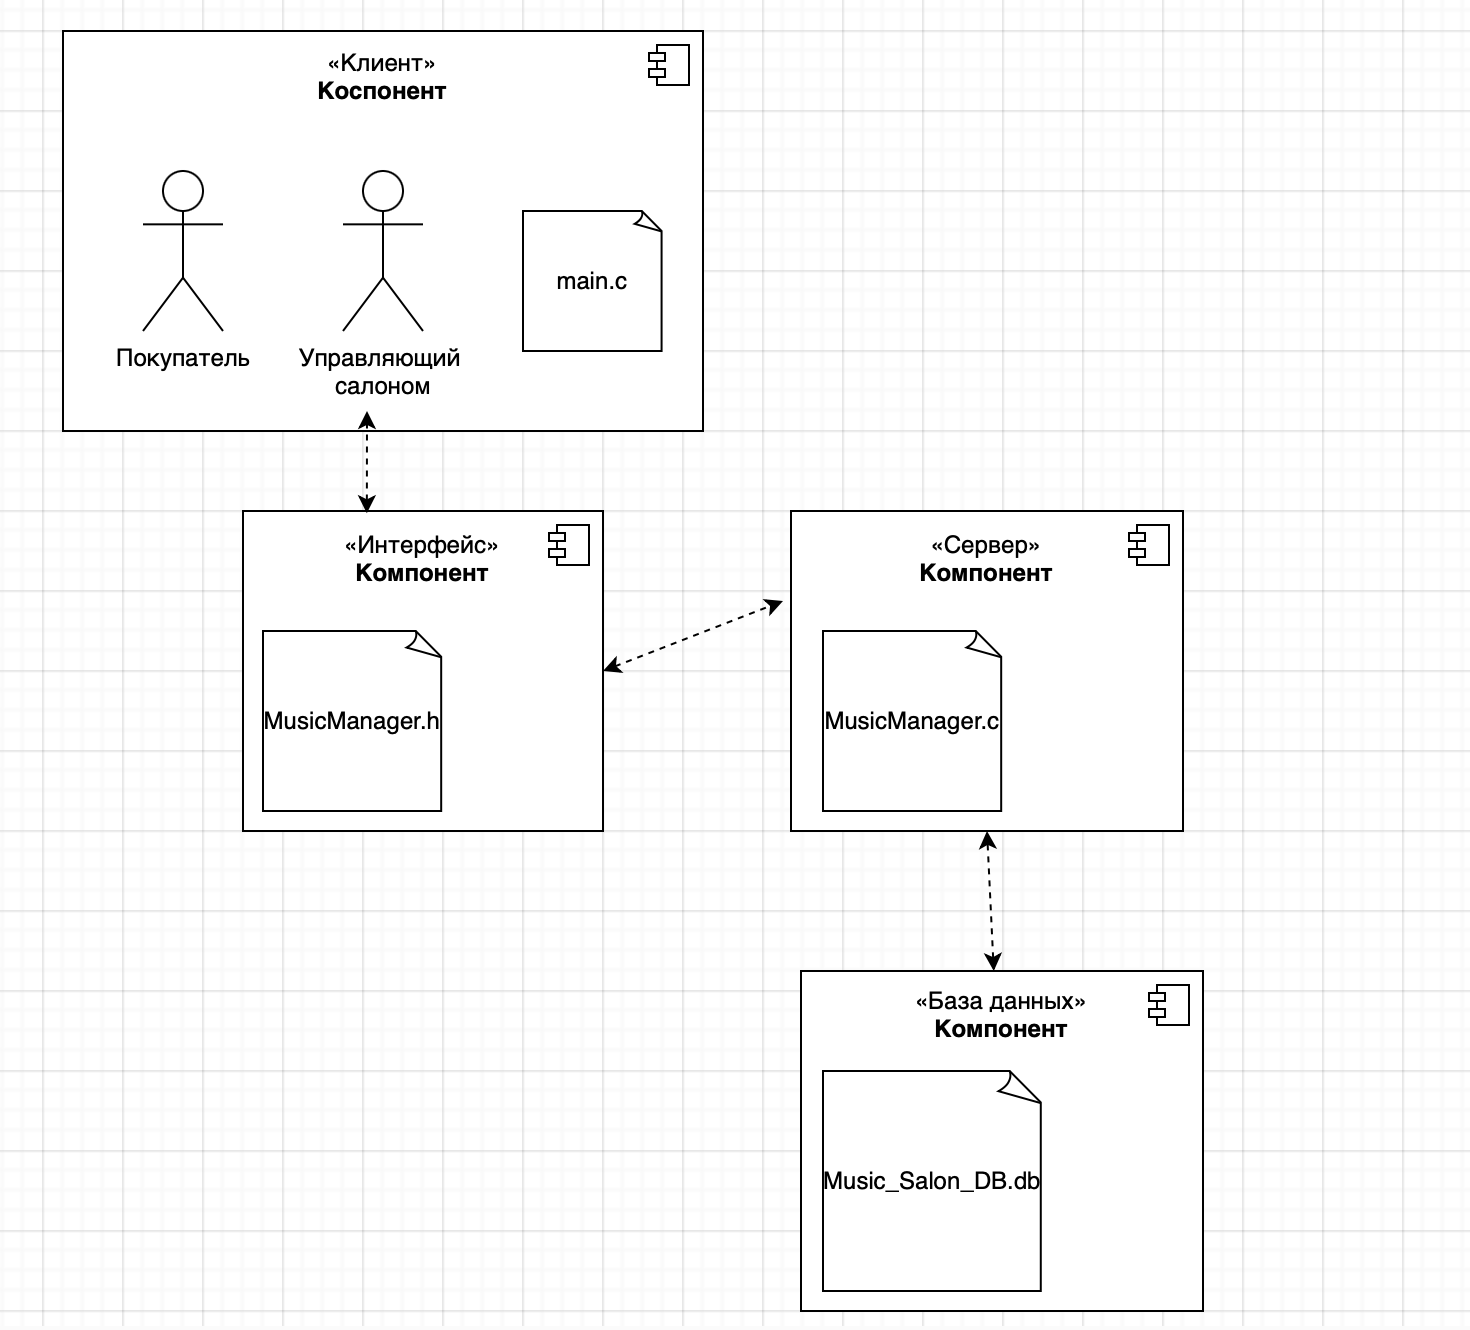 «Клиент»
Коспонент
Покупатель
Управляющий
салоном
main.c
«Интерфейс»
Компонент
MusicManager.h
«Сервер»
Компонент
MusicManager.c
«База данных»
Компонент
Music_Salon_DB.db